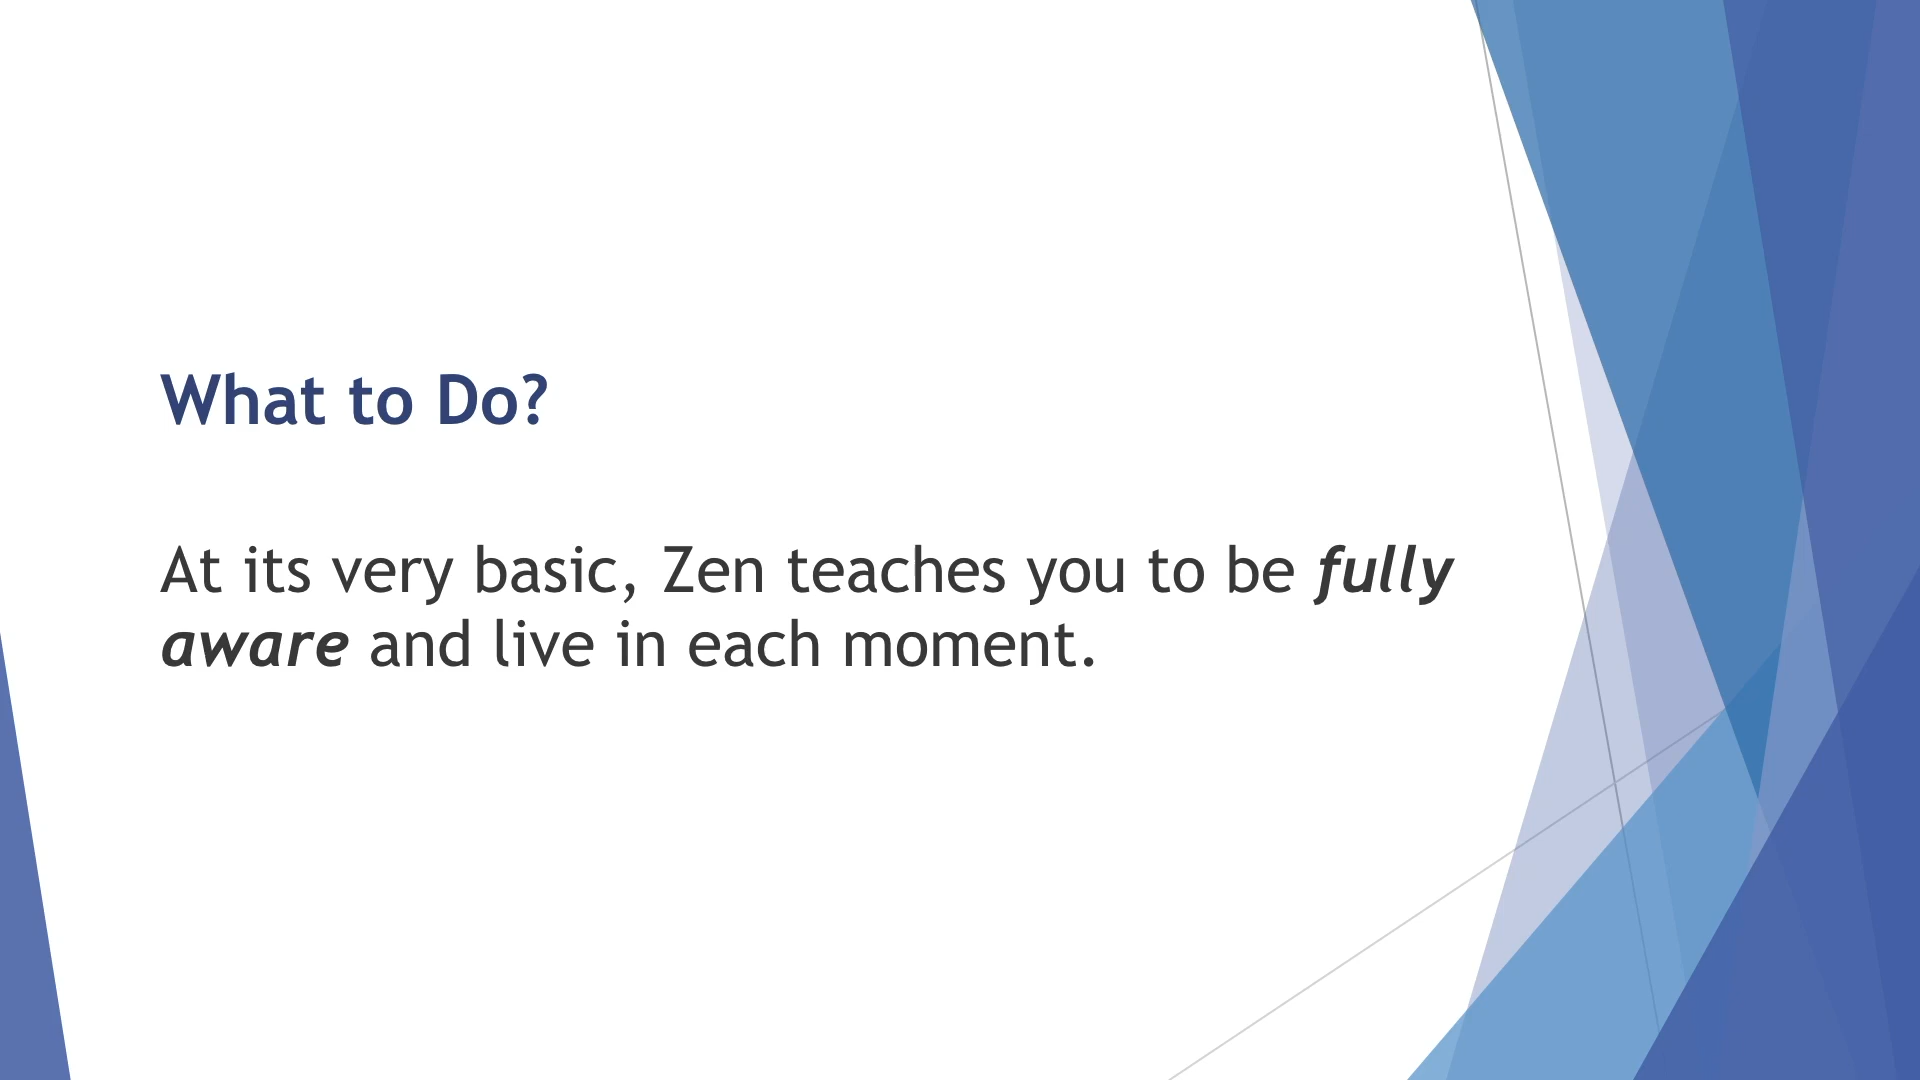 What to Do?
At its very basic, Zen teaches you to be fully
aware and live in each moment.